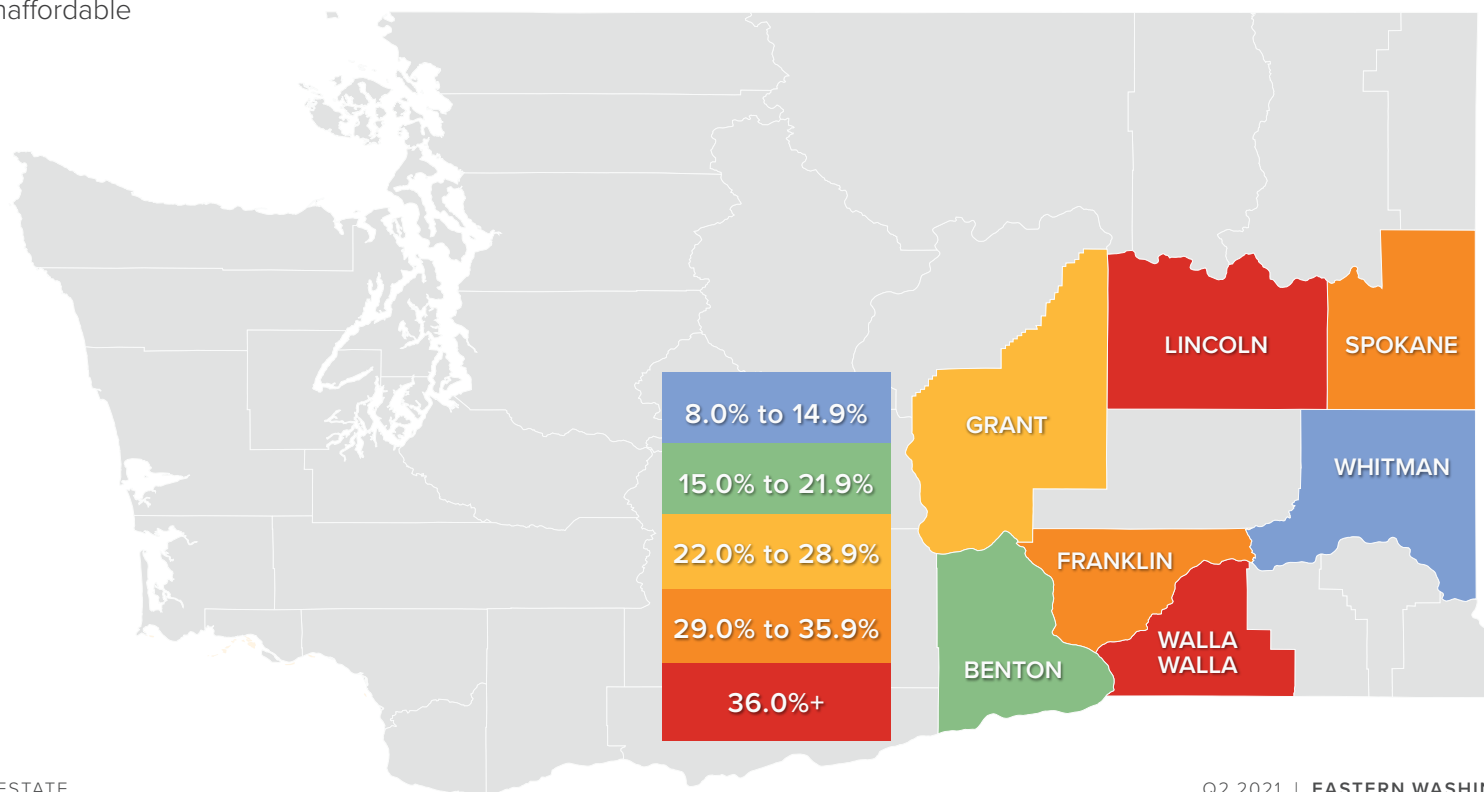 naffordable
LINCOLN
SPOKANE
8.0% to 14.9%
GRANT
WHITMAN
15.0% to 21.9%
22.0% to 28.9%
FRANKLIN
29.0% to 35.9%
WALLA
WALLA
BENTON
36.0%+
ESTATE
Q2 2021 | EASTERN WASHIN